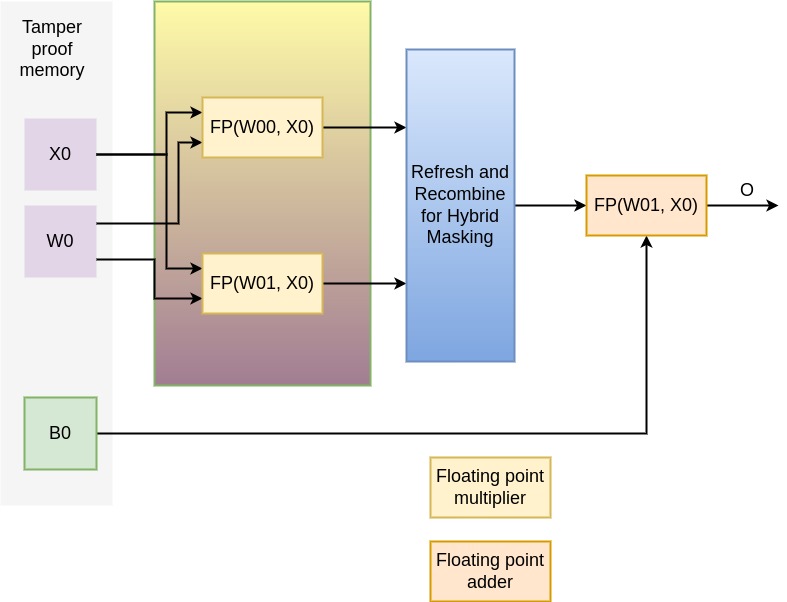 Tamper
proof
memory
X0
W0
B0
FP(W00, X0)
FP(W01, X0)
Refresh and
Recombine
for Hybrid
Masking
FP(W01, X0)
O
Floating point
multiplier
Floating point
adder